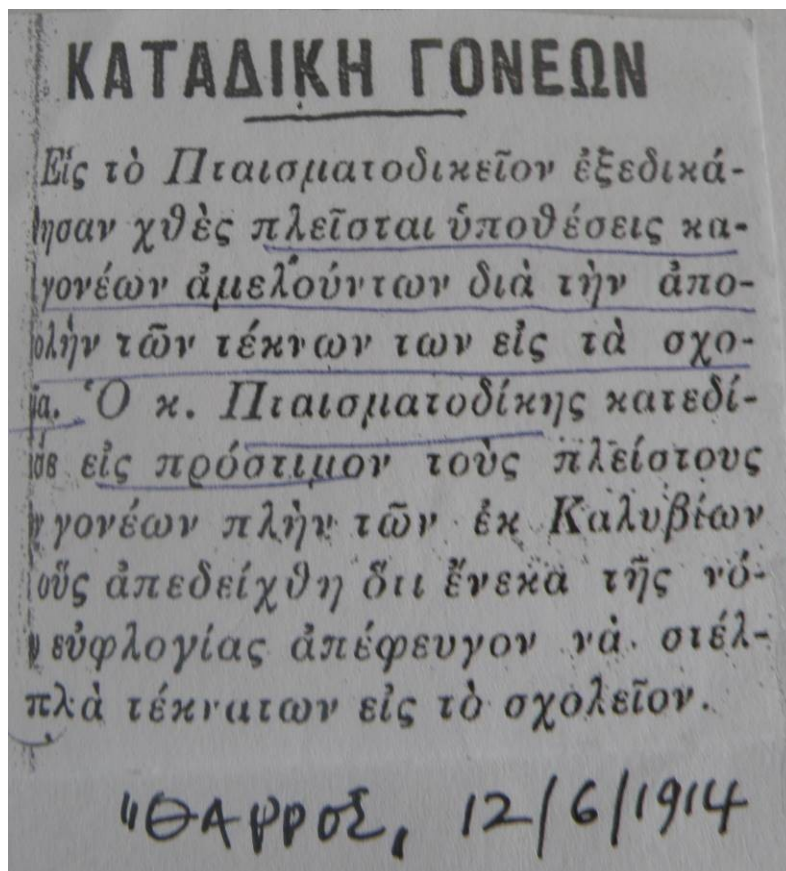 ΚΑΤΑΔΙΚΗ ΓΟΝΕΩΝ
Εἰς τὸ Πταισματοδικεῖον ἐξεδικά-
ησαν χθὲς πλεῖσται ὑποθέσεις κα-
γονέων ἀμελούντων διὰ τὴν ἀπο-
ολὴν τῶν τέκνων των εἰς τὰ σχο-
ῖα. Ὁ κ. Πταισματοδίκης κατεδί-
σε εἰς πρόστιμον τοὺς πλείστους
γονέων πλὴν τῶν ἐκ Καλυβίων
οὓς ἀπεδείχθη ὅτι ἕνεκα τῆς νό-
υ εὐφλογίας ἀπέφευγον νὰ στέλ-
πλὰ τέκνατων εἰς τὸ σχολεῖον.
"ΘΑΡΡΟΣ, 12/6/1914